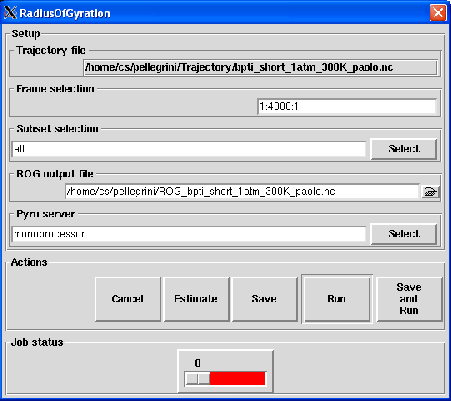 RadiusOfGyration
Setup
Trajectory file
/home/cs/pellegrini/Trajectory/bpti_short_1atm_300K_paolo.nc
Frame selection
1:4000:1
Subset selection
all
Select
ROG output file
/home/cs/pellegrini/ROG_bpti_short_1atm_300K_paolo.nc
Pyro server
monoprocessor
Select
Actions
Cancel
Estimate
Save
Run
Save
and
Run
Job status
0